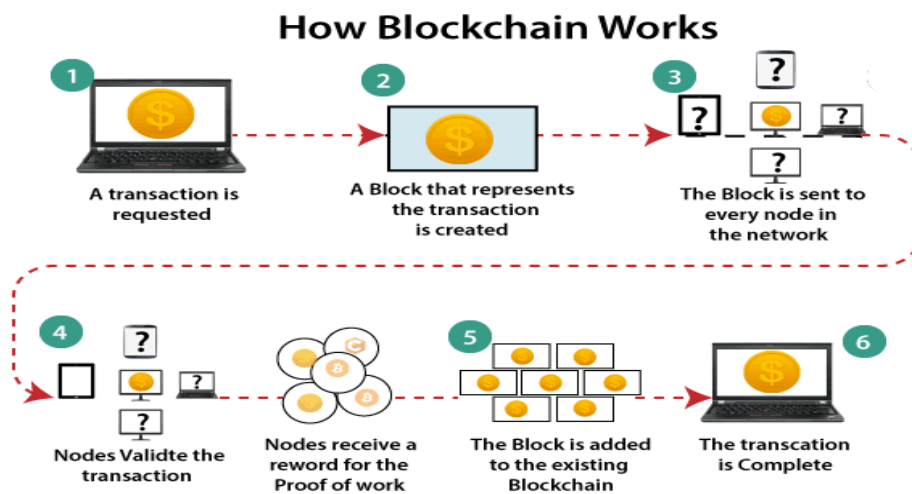 How Blockchain Works
1
A transaction is
requested
2
A Block that represents
the transaction
is created
3
The Block is sent to
every node in
the network
4
Nodes Validte the
transaction
Nodes receive a
reword for the
Proof of work
5
The Block is added
to the existing
Blockchain
6
The transcation
is Complete